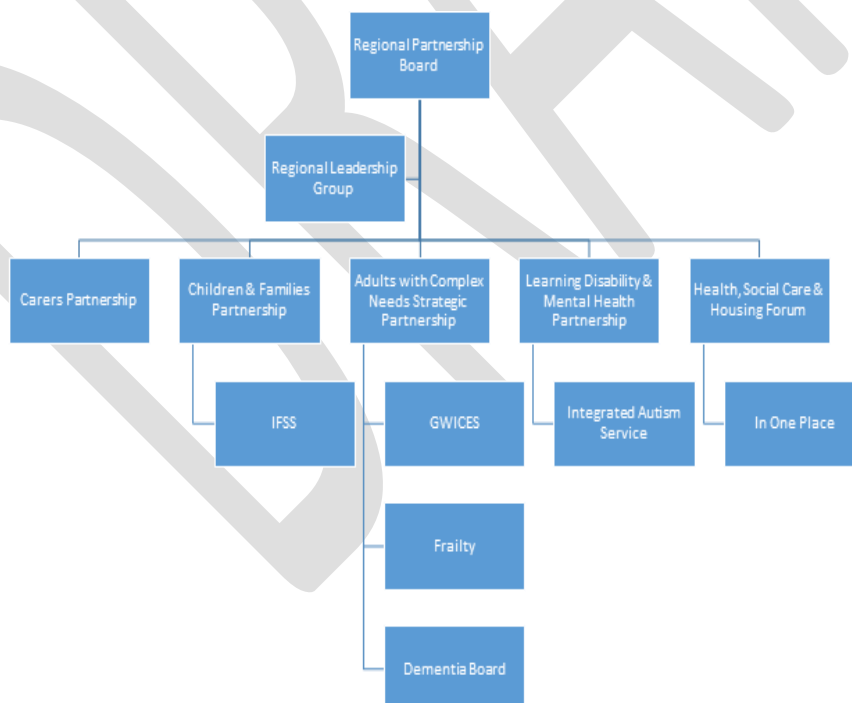 Regional Partnership
Board
Regional Leadership
Group
Carers Partnership
Children & Families
Partnership
Adults with Complex
Needs Strategic
Partnership
Learning Disability &
Mental Health
Partnership
Health, Social Care &
Housing Forum
IFSS
GWICES
Integrated Autism
Service
In One Place
Frailty
Dementia Board